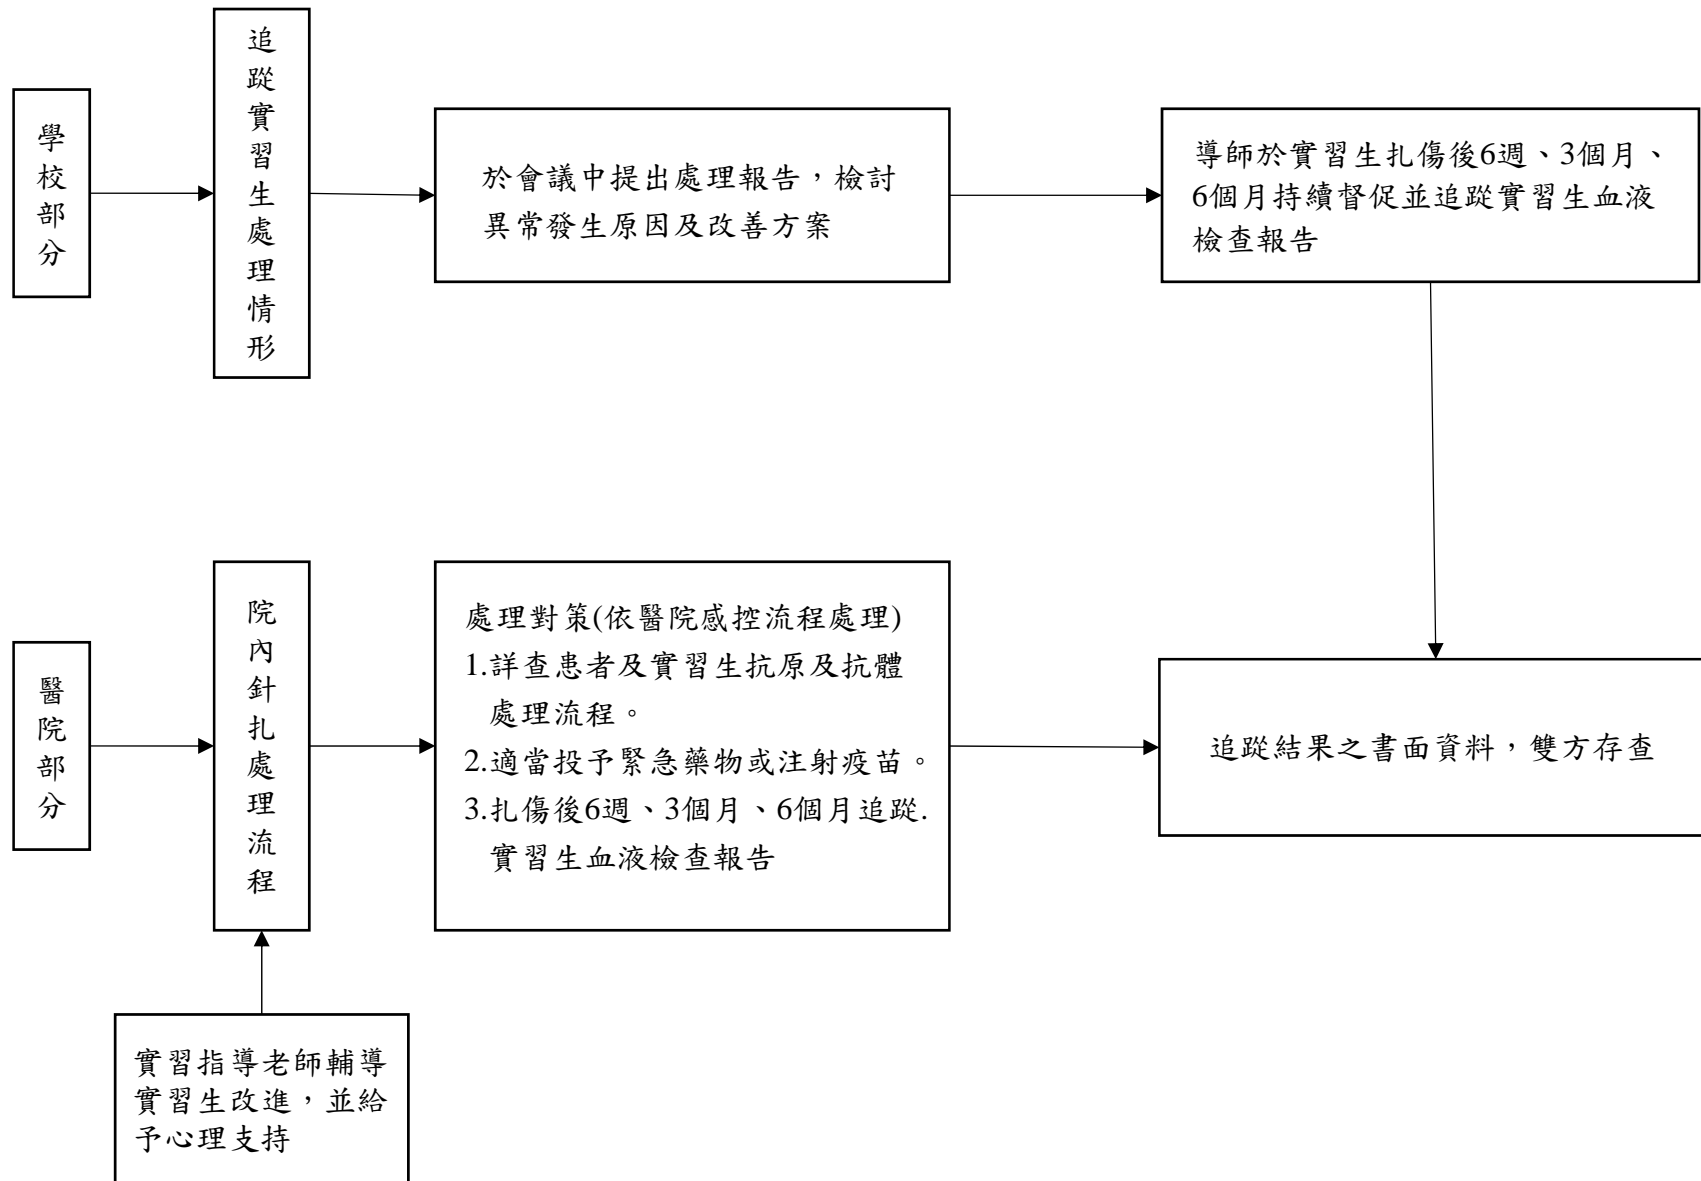 學校部分
追蹤實習生處理情形
於會議中提出處理報告，檢討
異常發生原因及改善方案
導師於實習生扎傷後6週、3個月、
6個月持續督促並追蹤實習生血液
檢查報告
醫院部分
院內針扎處理流程
處理對策(依醫院感控流程處理)
1.詳查患者及實習生抗原及抗體
處理流程。
2.適當投予緊急藥物或注射疫苗。
3.扎傷後6週、3個月、6個月追蹤.
實習生血液檢查報告
追蹤結果之書面資料，雙方存查
實習指導老師輔導
實習生改進，並給
予心理支持